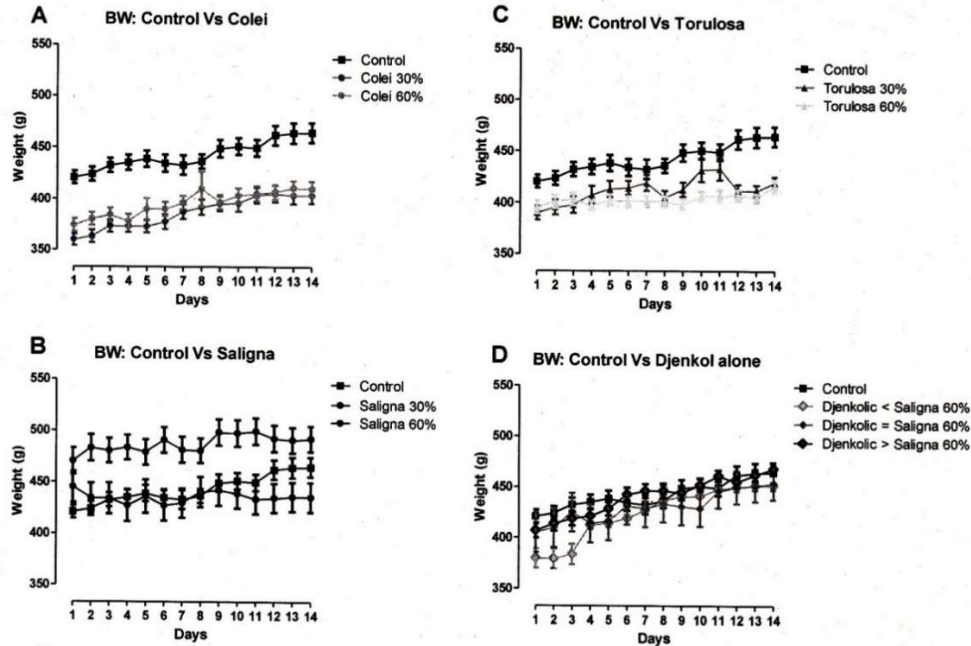 A
BW: Control Vs Colei
550
500
450
400
350
Weight (g)
1 2 3 4 5 6 7 8 9 10 11 12 13 14
Days
Control
Colei 30%
Colei 60%
C
BW: Control Vs Torulosa
550
500
450
400
350
Weight (g)
1 2 3 4 5 6 7 8 9 10 11 12 13 14
Days
Control
Torulosa 30%
Torulosa 60%
B
BW: Control Vs Saligna
550
500
450
400
350
Weight (g)
1 2 3 4 5 6 7 8 9 10 11 12 13 14
Days
Control
Saligna 30%
Saligna 60%
D
BW: Control Vs Djenkol alone
550
500
450
400
350
Weight (g)
1 2 3 4 5 6 7 8 9 10 11 12 13 14
Days
Control
Djenkolic < Saligna 60%
Djenkolic = Saligna 60%
Djenkolic > Saligna 60%